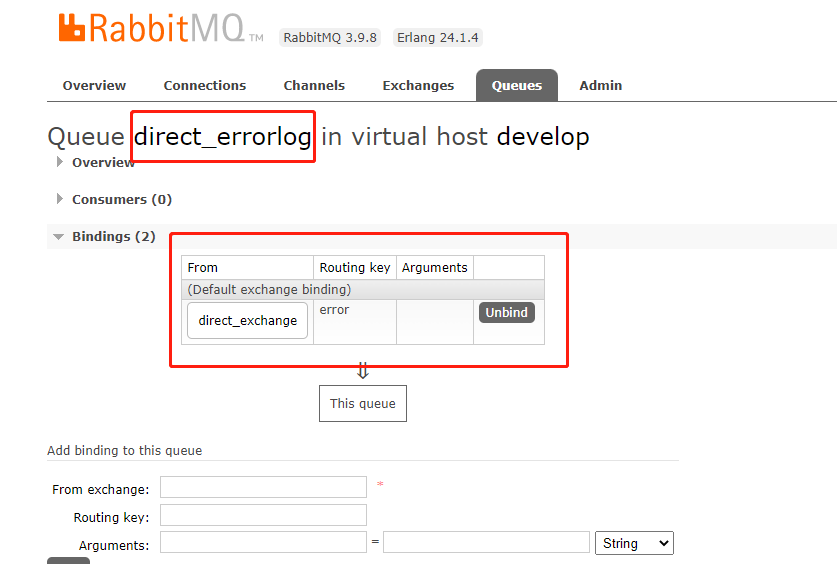 RabbitMQ TM RabbitMQ 3.9.8 Erlang 24.1.4
Overview Connections Channels Exchanges Queues Admin
Queue direct_errorlog in virtual host develop
Overview
Consumers (0)
Bindings (2)
From Routing key Arguments
(Default exchange binding)
direct_exchange error Unbind
⇓
This queue
Add binding to this queue
From exchange: *
Routing key:
Arguments: = String